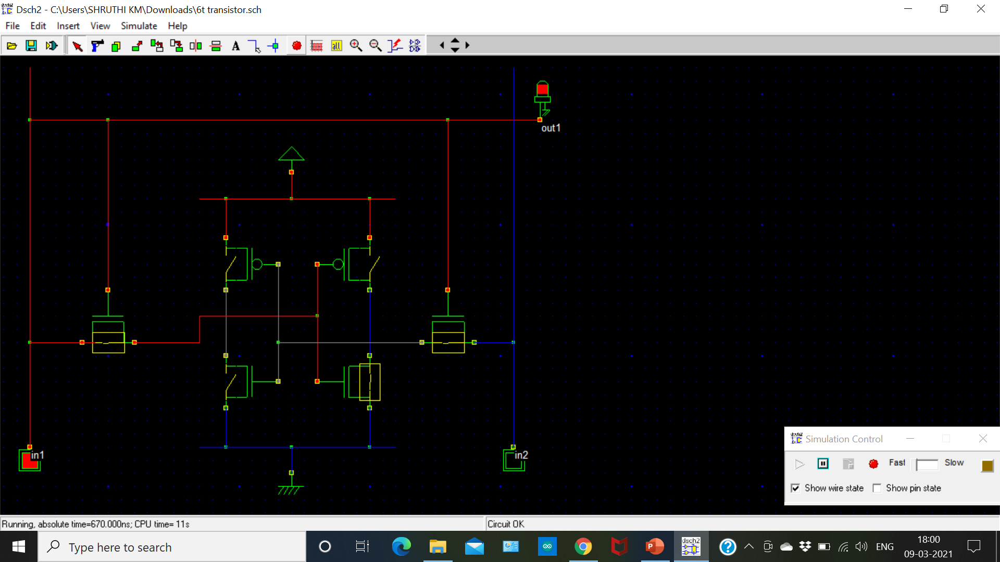 Dsch2 - C:\Users\SHRUTHI KM\Downloads\6t transistor.sch
File Edit Insert View Simulate Help
A all
out1
in1
in2
Simulation Control
Fast Slow
Show wire state Show pin state
Running, absolute time=670.000ns; CPU time= 11s
Circuit OK
Type here to search
dsch2
ENG
18:00
09-03-2021